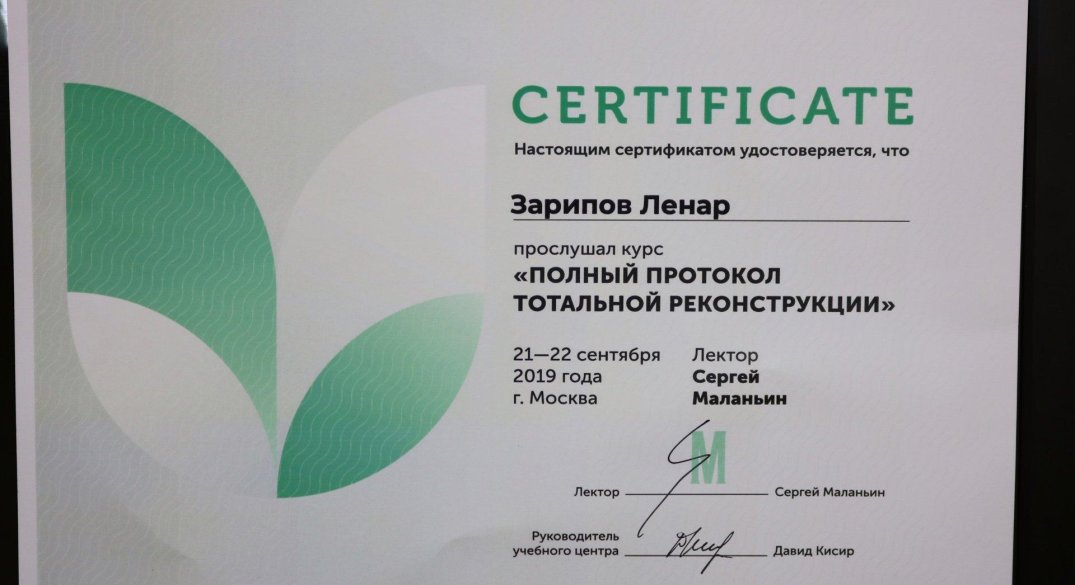 CERTIFICATE
Настоящим сертификатом удостоверяется, что
Зарипов Ленар
прослушал курс
«ПОЛНЫЙ ПРОТОКОЛ
ТОТАЛЬНОЙ РЕКОНСТРУКЦИИ»
21—22 сентября
2019 года
г. Москва
Лектор
Сергей
Маланьин
М
Лектор Сергей Маланьин
Руководитель
учебного центра Давид Кисир